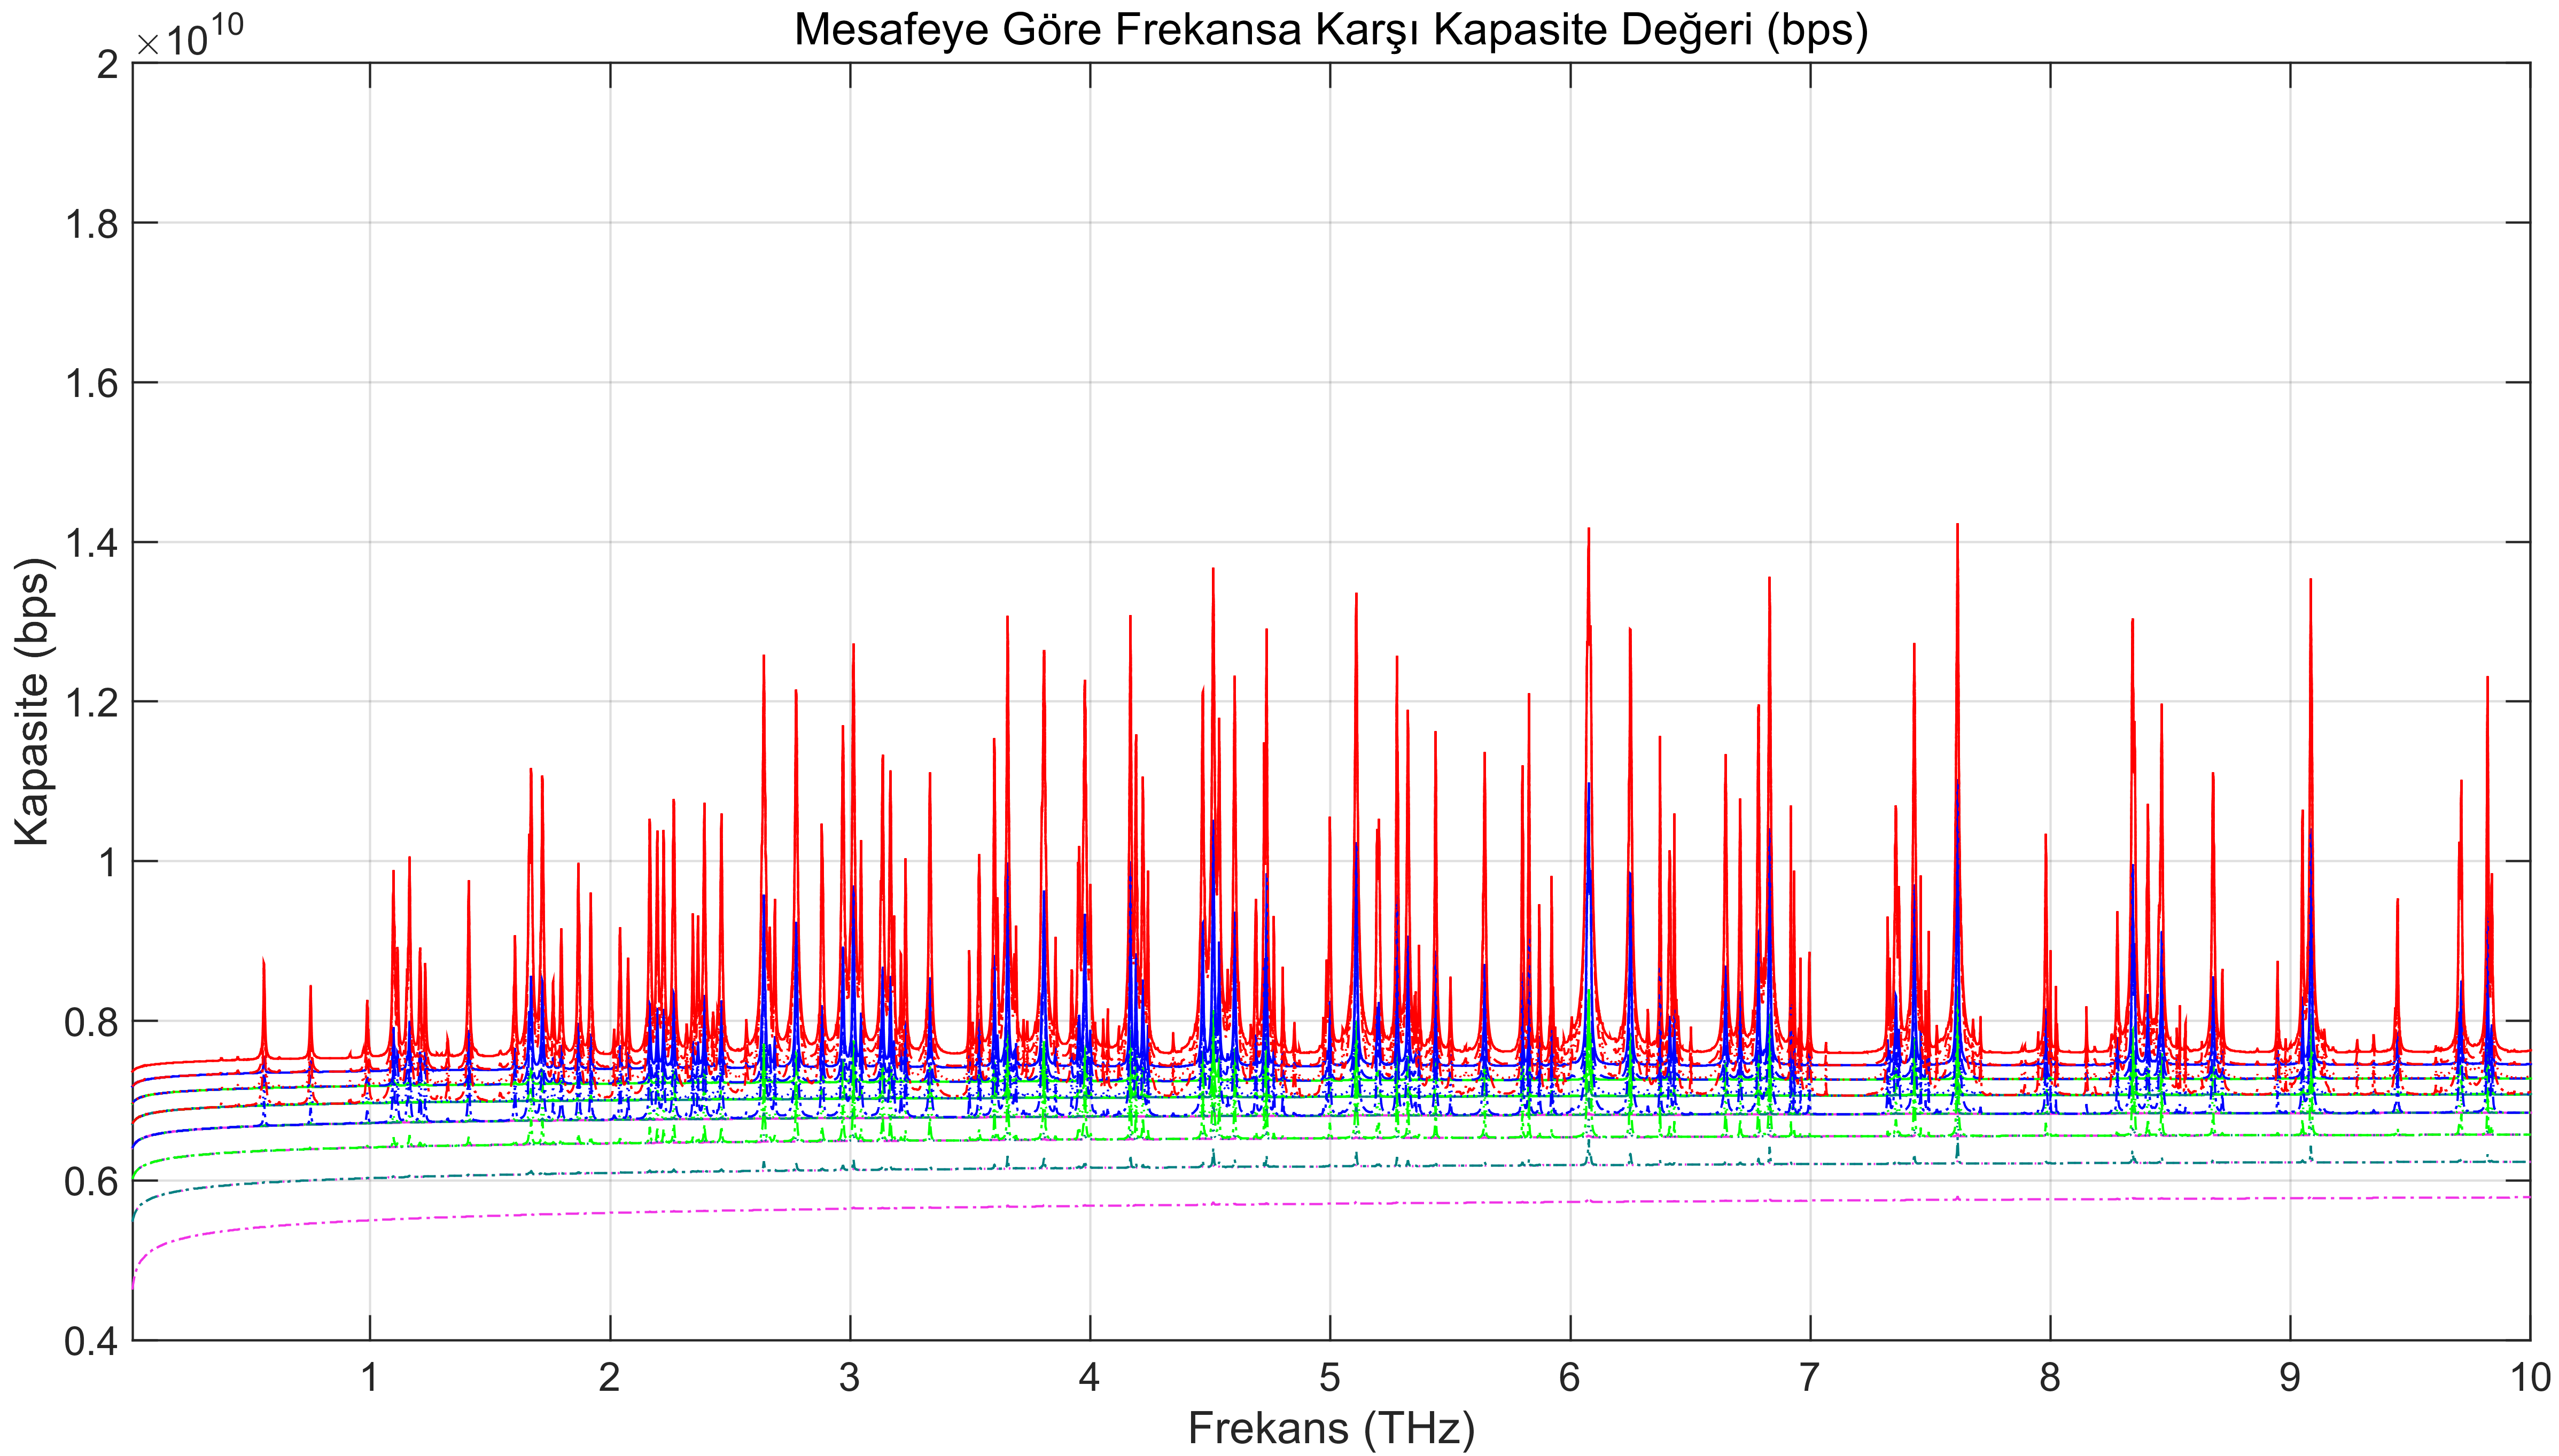 Mesafeye Göre Frekansa Karşı Kapasite Değeri (bps)
×10^10
2
1.8
1.6
1.4
1.2
1
0.8
0.6
0.4
Kapasite (bps)
1 2 3 4 5 6 7 8 9 10
Frekans (THz)